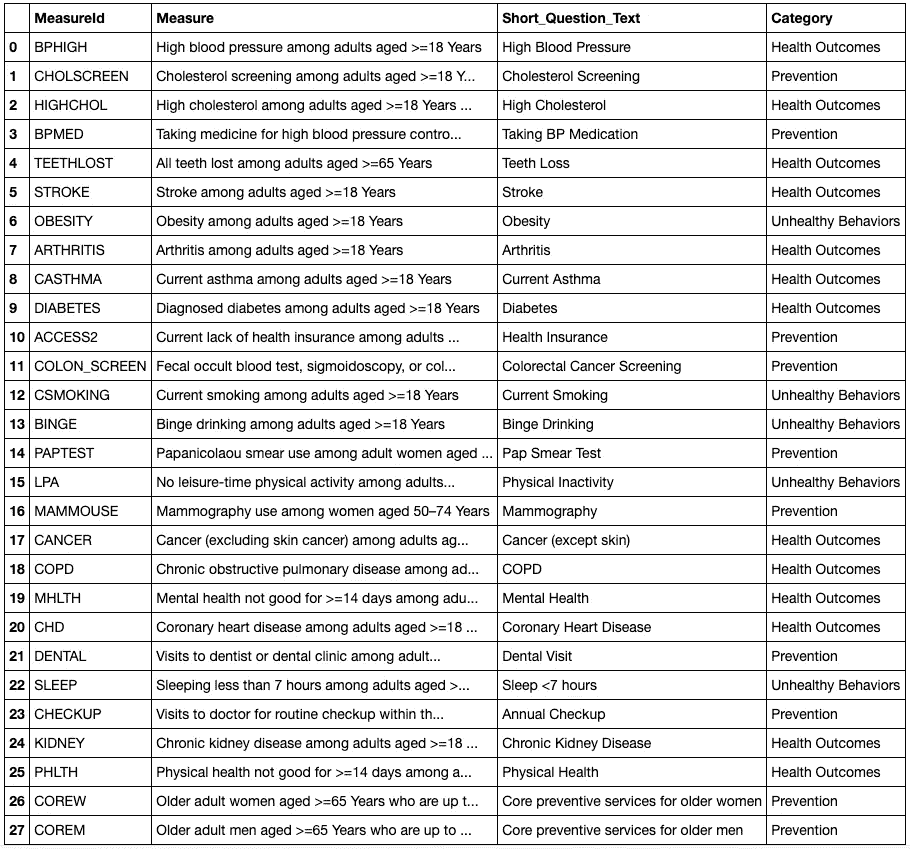 MeasureId Measure Short_Question_Text Category
0 BPHIGH High blood pressure among adults aged >=18 Years High Blood Pressure Health Outcomes
1 CHOLSCREEN Cholesterol screening among adults aged >=18 Y... Cholesterol Screening Prevention
2 HIGHCHOL High cholesterol among adults aged >=18 Years ... High Cholesterol Health Outcomes
3 BPMED Taking medicine for high blood pressure contro... Taking BP Medication Prevention
4 TEETHLOST All teeth lost among adults aged >=65 Years Teeth Loss Health Outcomes
5 STROKE Stroke among adults aged >=18 Years Stroke Health Outcomes
6 OBESITY Obesity among adults aged >=18 Years Obesity Unhealthy Behaviors
7 ARTHRITIS Arthritis among adults aged >=18 Years Arthritis Health Outcomes
8 CASTHMA Current asthma among adults aged >=18 Years Current Asthma Health Outcomes
9 DIABETES Diagnosed diabetes among adults aged >=18 Years Diabetes Health Outcomes
10 ACCESS2 Current lack of health insurance among adults ... Health Insurance Prevention
11 COLON_SCREEN Fecal occult blood test, sigmoidoscopy, or col... Colorectal Cancer Screening Prevention
12 CSMOKING Current smoking among adults aged >=18 Years Current Smoking Unhealthy Behaviors
13 BINGE Binge drinking among adults aged >=18 Years Binge Drinking Unhealthy Behaviors
14 PAPTEST Papanicolaou smear use among adult women aged ... Pap Smear Test Prevention
15 LPA No leisure-time physical activity among adults... Physical Inactivity Unhealthy Behaviors
16 MAMMOUSE Mammography use among women aged 50–74 Years Mammography Prevention
17 CANCER Cancer (excluding skin cancer) among adults ag... Cancer (except skin) Health Outcomes
18 COPD Chronic obstructive pulmonary disease among ad... COPD Health Outcomes
19 MHLTH Mental health not good for >=14 days among adu... Mental Health Health Outcomes
20 CHD Coronary heart disease among adults aged >=18 ... Coronary Heart Disease Health Outcomes
21 DENTAL Visits to dentist or dental clinic among adult... Dental Visit Prevention
22 SLEEP Sleeping less than 7 hours among adults aged >... Sleep <7 hours Unhealthy Behaviors
23 CHECKUP Visits to doctor for routine checkup within th... Annual Checkup Prevention
24 KIDNEY Chronic kidney disease among adults aged >=18 ... Chronic Kidney Disease Health Outcomes
25 PHLTH Physical health not good for >=14 days among a... Physical Health Health Outcomes
26 COREW Older adult women aged >=65 Years who are up t... Core preventive services for older women Prevention
27 COREM Older adult men aged >=65 Years who are up to ... Core preventive services for older men Prevention